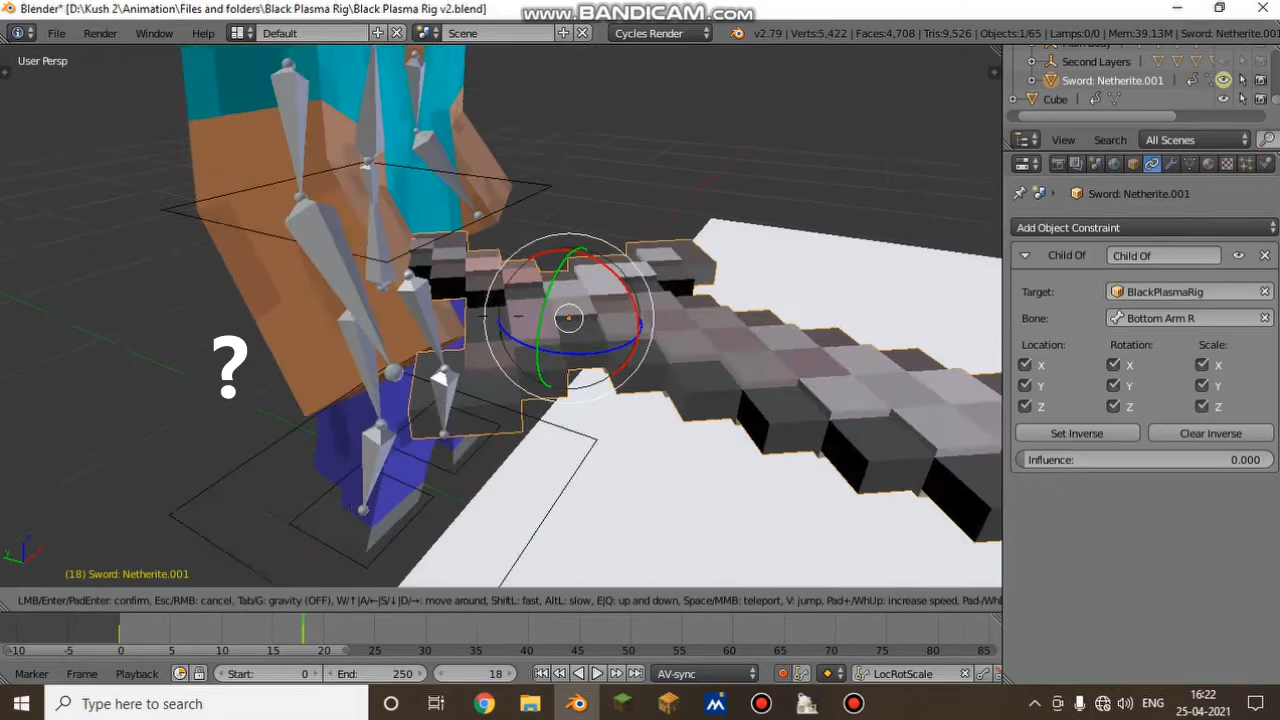 Blender* [D:\Kush 2\Animation\Files and folders\Black Plasma Rig\Black Plasma Rig v2.blend]
www.BANDICAM.com
File Render Window Help Default Scene Cycles Render v2.79 | Verts:5,422 | Faces:4,708 | Tris:9,526 | Objects:1/65 | Lamps:0/0 | Mem:39.13M | Sword: Netherite.001
User Persp
Second Layers
Sword: Netherite.001
Cube
View Search All Scenes
Sword: Netherite.001
Add Object Constraint
Child Of Child Of
Target: BlackPlasmaRig
Bone: Bottom Arm R
Location: Rotation: Scale:
X X X
Y Y Y
Z Z Z
Set Inverse Clear Inverse
Influence: 0.000
?
z
y x
(18) Sword: Netherite.001
LMB/Enter/PadEnter: confirm, Esc/RMB: cancel, Tab/G: gravity (OFF), W/↑|A/←|S/↓|D/→: move around, ShiftL: fast, AltL: slow, E|Q: up and down, Space/MMB: teleport, V: jump, Pad+/WhUp: increase speed, Pad-/Wh
-10 -5 0 5 10 15 20 25 30 35 40 45 50 55 60 65 70 75 80 85
Marker Frame Playback Start: 0 End: 250 18 AV-sync LocRotScale
Type here to search
ENG
16:22
25-04-2021